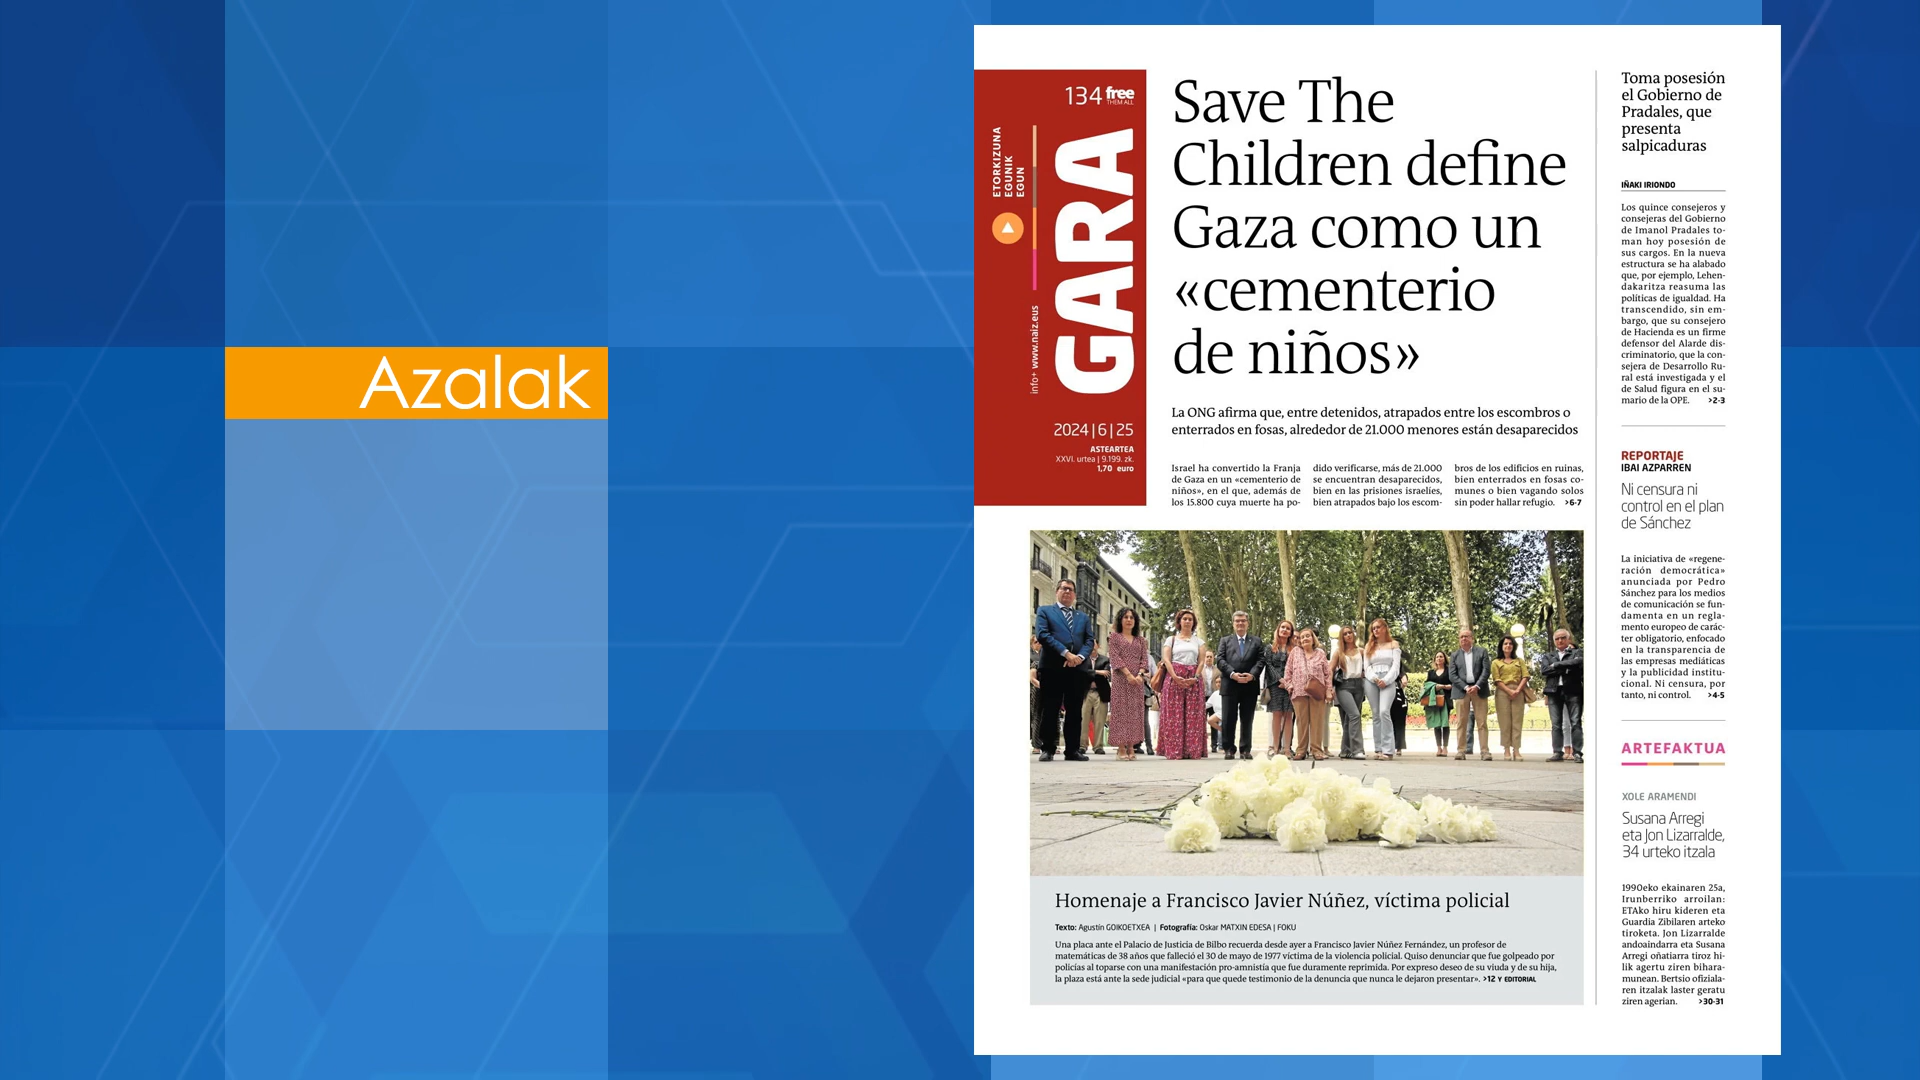 Azalak
134 free
THEM ALL
ETORKIZUNA
EGUNIK
EGUN
GARA
info+ www.naiz.eus
2024|6|25
ASTEARTEA
XXVI. urtea | 9.199. zk.
1,70 euro
Save The
Children define
Gaza como un
«cementerio
de niños»
La ONG afirma que, entre detenidos, atrapados entre los escombros o
enterrados en fosas, alrededor de 21.000 menores están desaparecidos
Israel ha convertido la Franja
de Gaza en un «cementerio de
niños», en el que, además de
los 15.800 cuya muerte ha po-
dido verificarse, más de 21.000
se encuentran desaparecidos,
bien en las prisiones israelíes,
bien atrapados bajo los escom-
bros de los edificios en ruinas,
bien enterrados en fosas co-
munes o bien vagando solos
sin poder hallar refugio. >6-7
Homenaje a Francisco Javier Núñez, víctima policial
Texto: Agustín GOIKOETXEA | Fotografía: Oskar MATXIN EDESA | FOKU
Una placa ante el Palacio de Justicia de Bilbo recuerda desde ayer a Francisco Javier Núñez Fernández, un profesor de
matemáticas de 38 años que falleció el 30 de mayo de 1977 víctima de la violencia policial. Quiso denunciar que fue golpeado por
policías al toparse con una manifestación pro-amnistía que fue duramente reprimida. Por expreso deseo de su viuda y de su hija,
la plaza está ante la sede judicial «para que quede testimonio de la denuncia que nunca le dejaron presentar». >12 Y EDITORIAL
Toma posesión
el Gobierno de
Pradales, que
presenta
salpicaduras
IÑAKI IRIONDO
Los quince consejeros y
consejeras del Gobierno
de Imanol Pradales to-
man hoy posesión de
sus cargos. En la nueva
estructura se ha alabado
que, por ejemplo, Lehen-
dakaritza reasuma las
políticas de igualdad. Ha
transcendido, sin em-
bargo, que su consejero
de Hacienda es un firme
defensor del Alarde dis-
criminatorio, que la con-
sejera de Desarrollo Ru-
ral está investigada y el
de Salud figura en el su-
mario de la OPE. >2-3
REPORTAJE
IBAI AZPARREN
Ni censura ni
control en el plan
de Sánchez
La iniciativa de «regene-
ración democrática»
anunciada por Pedro
Sánchez para los medios
de comunicación se fun-
damenta en un regla-
mento europeo de carác-
ter obligatorio, enfocado
en la transparencia de
las empresas mediáticas
y la publicidad institu-
cional. Ni censura, por
tanto, ni control. >4-5
ARTEFAKTUA
XOLE ARAMENDI
Susana Arregi
eta Jon Lizarralde,
34 urteko itzala
1990eko ekainaren 25a,
Irunberriko arroilan:
ETAko hiru kideren eta
Guardia Zibilaren arteko
tiroketa. Jon Lizarralde
andoaindarra eta Susana
Arregi oñatiarra tiroz hi-
lik agertu ziren bihara-
munean. Bertsio ofiziala-
ren itzalak laster geratu
ziren agerian. >30-31